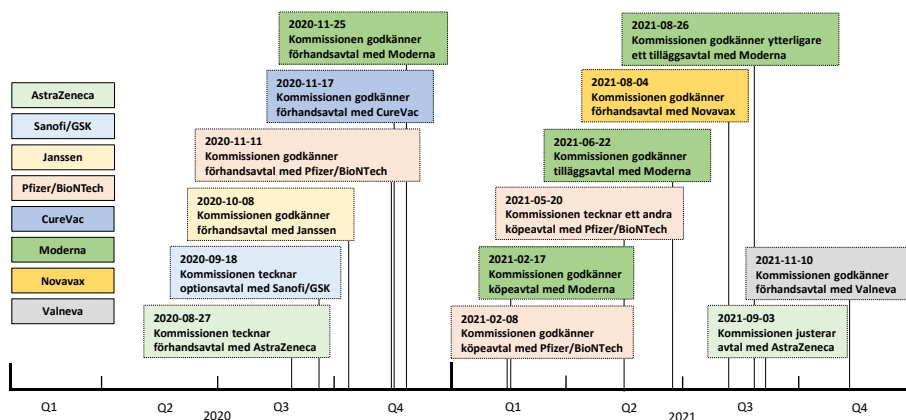 AstraZeneca
Sanofi/GSK
Janssen
Pfizer/BioNTech
CureVac
Moderna
Novavax
Valneva
2020-11-25
Kommissionen godkänner
förhandsavtal med Moderna
2020-11-17
Kommissionen godkänner
förhandsavtal med CureVac
2020-11-11
Kommissionen godkänner
förhandsavtal med Pfizer/BioNTech
2020-10-08
Kommissionen godkänner
förhandsavtal med Janssen
2020-09-18
Kommissionen tecknar
optionsavtal med Sanofi/GSK
2020-08-27
Kommissionen tecknar
förhandsavtal med AstraZeneca
2021-08-26
Kommissionen godkänner ytterligare
ett tilläggsavtal med Moderna
2021-08-04
Kommissionen godkänner
förhandsavtal med Novavax
2021-06-22
Kommissionen godkänner
tilläggsavtal med Moderna
2021-05-20
Kommissionen tecknar ett andra
köpeavtal med Pfizer/BioNTech
2021-02-17
Kommissionen godkänner
köpeavtal med Moderna
2021-02-08
Kommissionen godkänner
köpeavtal med Pfizer/BioNTech
2021-11-10
Kommissionen godkänner
förhandsavtal med Valneva
2021-09-03
Kommissionen justerar
avtal med AstraZeneca
Q1 Q2 Q3 Q4 Q1 Q2 Q3 Q4
2020 2021